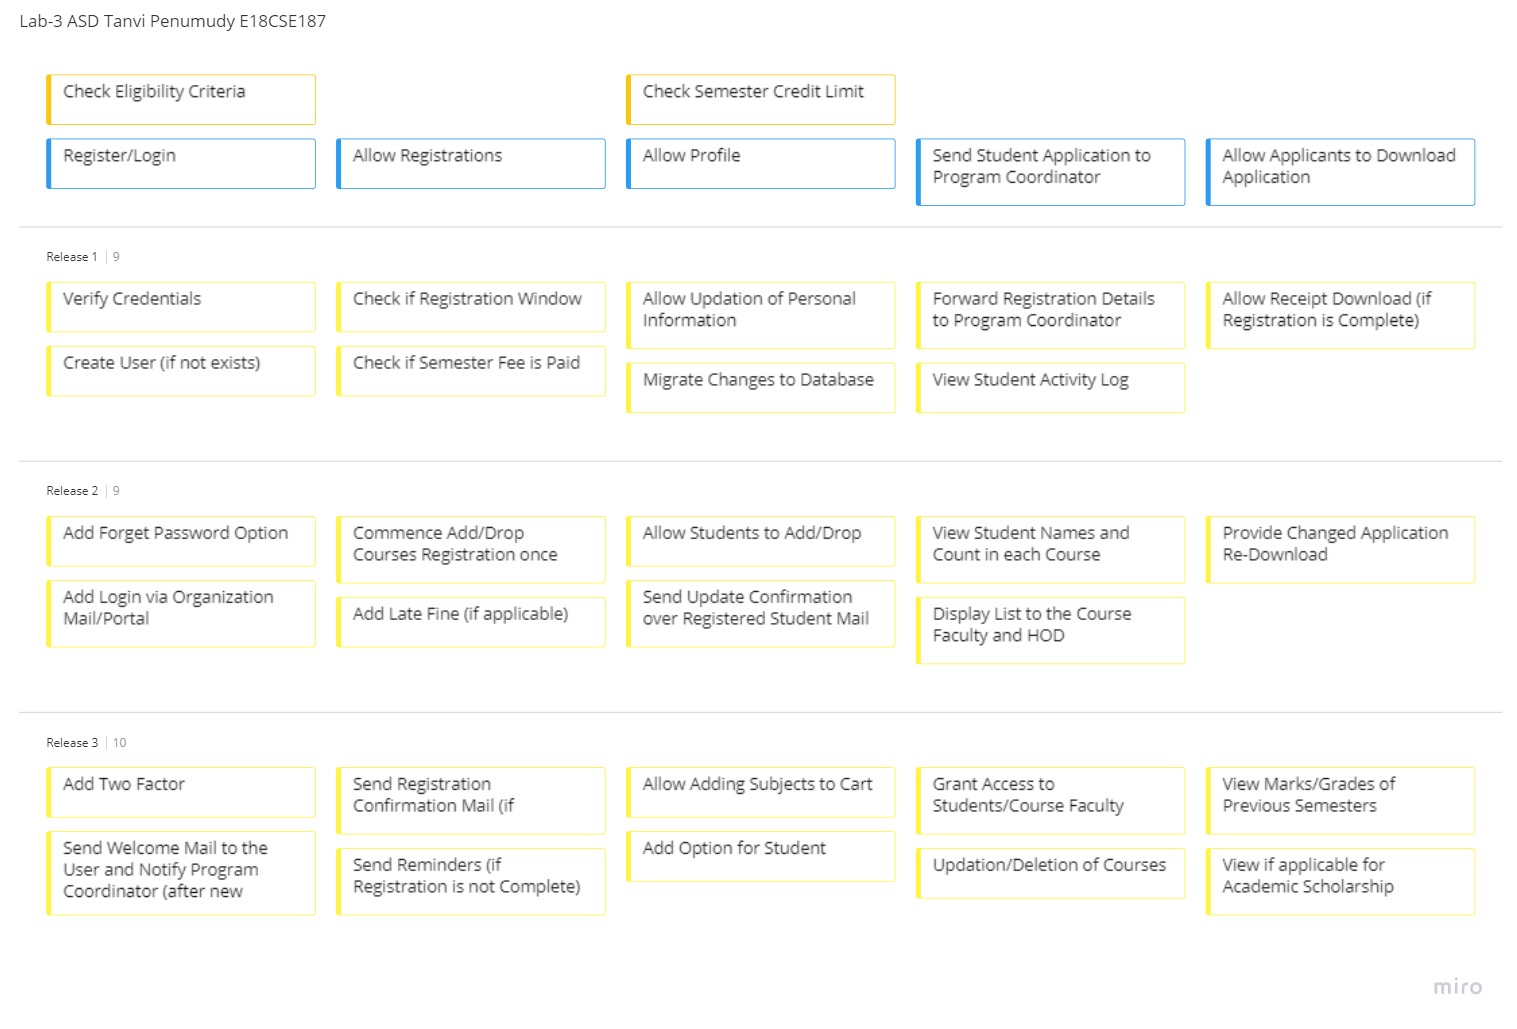 Lab-3 ASD Tanvi Penumudy E18CSE187
Check Eligibility Criteria
Check Semester Credit Limit
Register/Login
Allow Registrations
Allow Profile
Send Student Application to
Program Coordinator
Allow Applicants to Download
Application
Release 1 | 9
Verify Credentials
Check if Registration Window
Allow Updation of Personal
Information
Forward Registration Details
to Program Coordinator
Allow Receipt Download (if
Registration is Complete)
Create User (if not exists)
Check if Semester Fee is Paid
Migrate Changes to Database
View Student Activity Log
Release 2 | 9
Add Forget Password Option
Commence Add/Drop
Courses Registration once
Allow Students to Add/Drop
View Student Names and
Count in each Course
Provide Changed Application
Re-Download
Add Login via Organization
Mail/Portal
Add Late Fine (if applicable)
Send Update Confirmation
over Registered Student Mail
Display List to the Course
Faculty and HOD
Release 3 | 10
Add Two Factor
Send Registration
Confirmation Mail (if
Allow Adding Subjects to Cart
Grant Access to
Students/Course Faculty
View Marks/Grades of
Previous Semesters
Send Welcome Mail to the
User and Notify Program
Coordinator (after new
Send Reminders (if
Registration is not Complete)
Add Option for Student
Updation/Deletion of Courses
View if applicable for
Academic Scholarship
miro